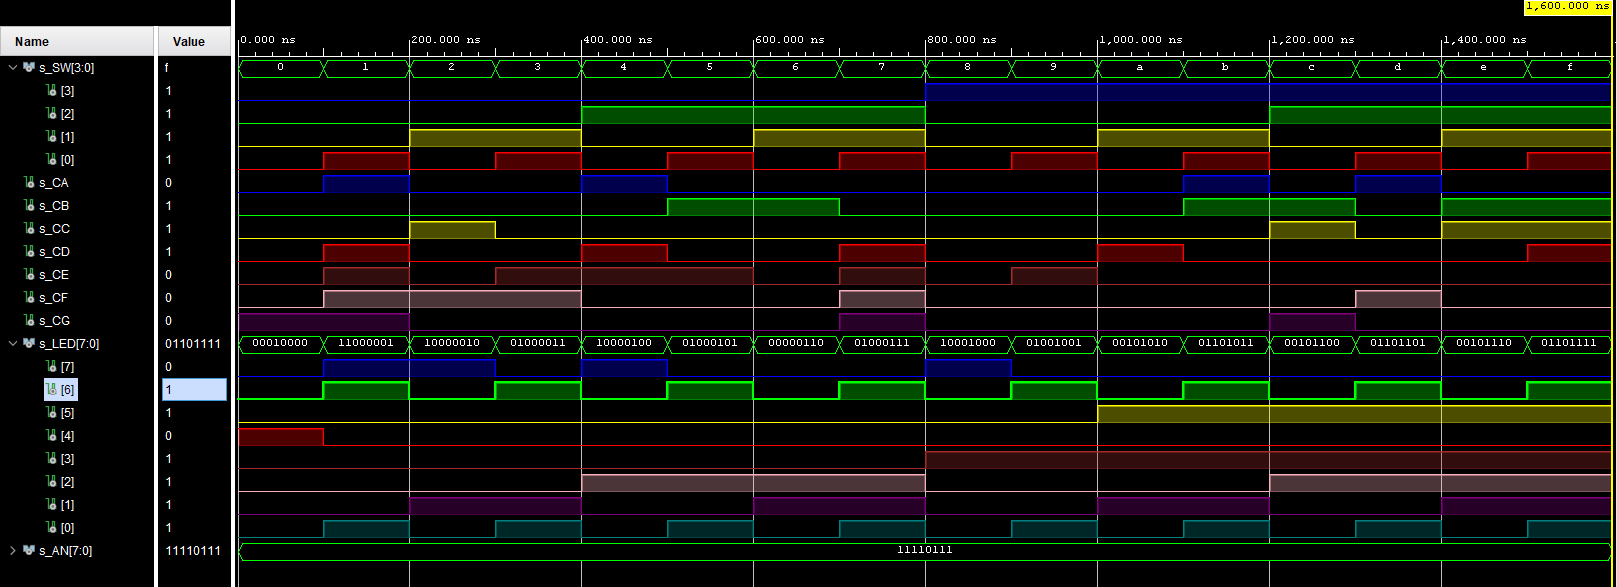 1,600.000 ns
Name Value 0.000 ns 200.000 ns 400.000 ns 600.000 ns 800.000 ns 1,000.000 ns 1,200.000 ns 1,400.000 ns
s_SW[3:0] f 0 1 2 3 4 5 6 7 8 9 a b c d e f
[3] 1
[2] 1
[1] 1
[0] 1
s_CA 0
s_CB 1
s_CC 1
s_CD 1
s_CE 0
s_CF 0
s_CG 0
s_LED[7:0] 01101111 00010000 11000001 10000010 01000011 10000100 01000101 00000110 01000111 10001000 01001001 00101010 01101011 00101100 01101101 00101110 01101111
[7] 0
[6] 1
[5] 1
[4] 0
[3] 1
[2] 1
[1] 1
[0] 1
s_AN[7:0] 11110111 11110111